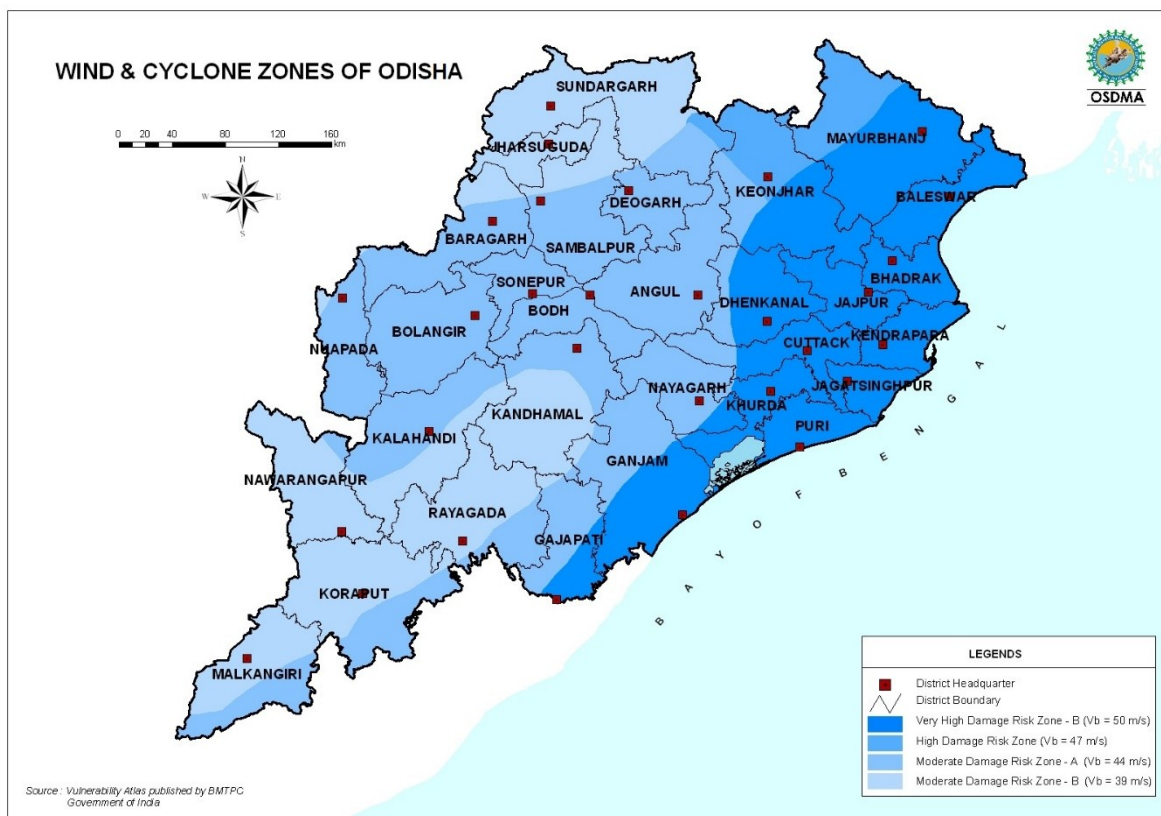 WIND & CYCLONE ZONES OF ODISHA
OSDMA
0 20 40 80 120 160
km
N
W E
S
SUNDARGARH
JHARSUGUDA
MAYURBHANJ
KEONJHAR
DEOGARH
BALESWAR
BARAGARH
SAMBALPUR
BHADRAK
SONEPUR
ANGUL
DHENKANAL
JAJPUR
BODH
BOLANGIR
CUTTACK
KENDRAPARA
NUAPADA
NAYAGARH
JAGATSINGHPUR
KHURDA
KANDHAMAL
PURI
KALAHANDI
GANJAM
NAWARANGAPUR
RAYAGADA
GAJAPATI
KORAPUT
MALKANGIRI
BAY OF BENGAL
LEGENDS
District Headquarter
District Boundary
Very High Damage Risk Zone - B (Vb = 50 m/s)
High Damage Risk Zone (Vb = 47 m/s)
Moderate Damage Risk Zone - A (Vb = 44 m/s)
Moderate Damage Risk Zone - B (Vb = 39 m/s)
Source : Vulnerability Atlas published by BMTPC
Government of India